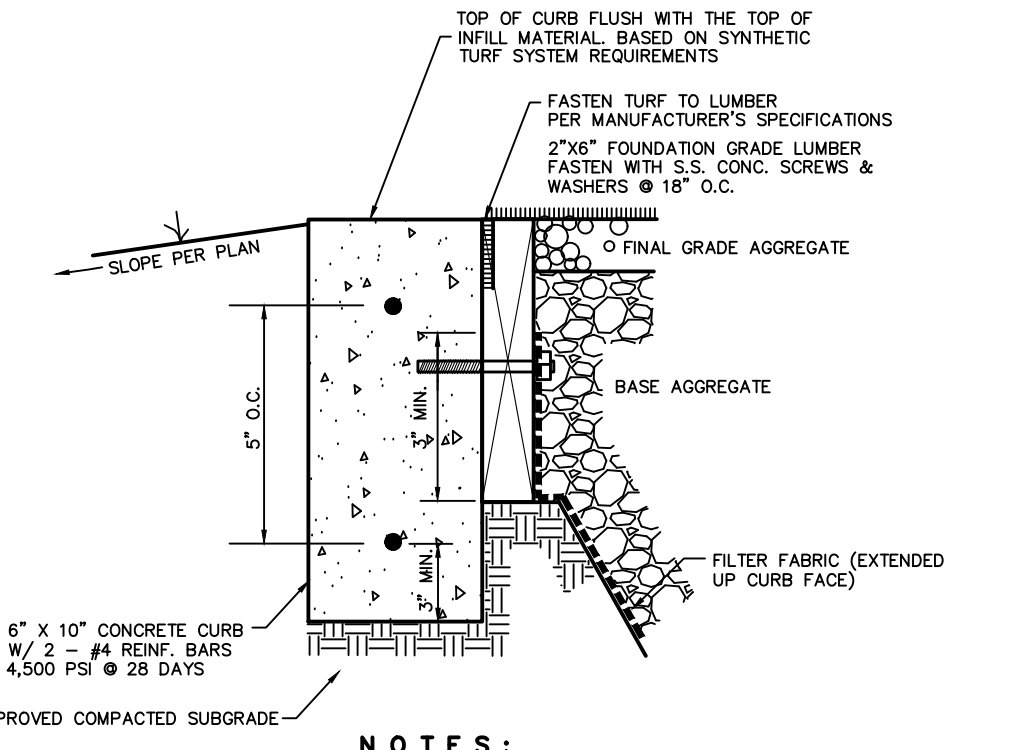 TOP OF CURB FLUSH WITH THE TOP OF
INFILL MATERIAL. BASED ON SYNTHETIC
TURF SYSTEM REQUIREMENTS
FASTEN TURF TO LUMBER
PER MANUFACTURER'S SPECIFICATIONS
2"X6" FOUNDATION GRADE LUMBER
FASTEN WITH S.S. CONC. SCREWS &
WASHERS @ 18" O.C.
SLOPE PER PLAN
FINAL GRADE AGGREGATE
BASE AGGREGATE
5" O.C.
3" MIN.
3" MIN.
FILTER FABRIC (EXTENDED
UP CURB FACE)
6" X 10" CONCRETE CURB
W/ 2 - #4 REINF. BARS
4,500 PSI @ 28 DAYS
PROVED COMPACTED SUBGRADE
NOTES: